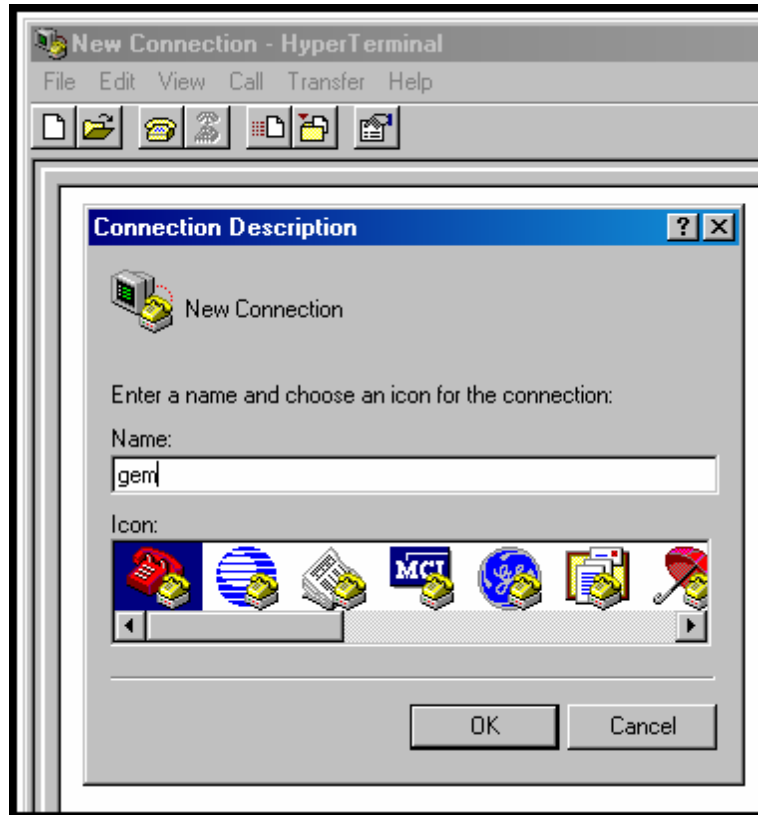 New Connection - HyperTerminal
File Edit View Call Transfer Help
Connection Description
New Connection
Enter a name and choose an icon for the connection:
Name:
gem
Icon:
MCI
OK Cancel